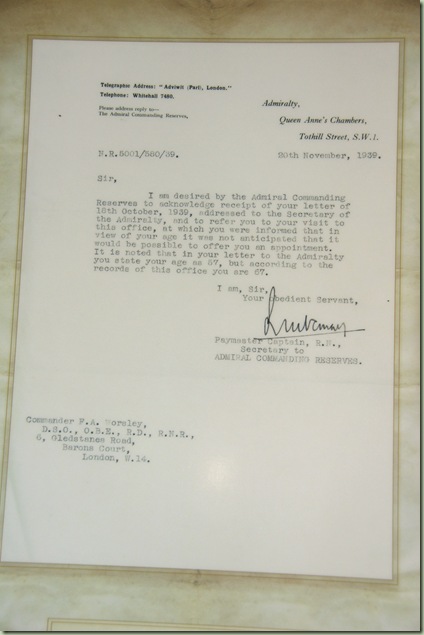 Telegraphic Address: "Adviwit (Parl), London."
Telephone: Whitehall 7480.
Please address reply to—
The Admiral Commanding Reserves,
Admiralty,
Queen Anne's Chambers,
Tothill Street, S.W.1.
N.R.5001/580/39.
20th November, 1939.
Sir,
I am desired by the Admiral Commanding
Reserves to acknowledge receipt of your letter of
18th October, 1939, addressed to the Secretary of
the Admiralty, and to refer you to your visit to
this office, at which you were informed that in
view of your age it was not anticipated that it
would be possible to offer you an appointment.
It is noted that in your letter to the Admiralty
you state your age as but according to the
records of this office you are 67.
I am, Sir,
Your Obedient Servant,
Paymaster Captain, R.N.,
Secretary to
ADMIRAL COMMANDING RESERVES.
Commander F.A. Worsley,
D.S.O., O.B.E., R.D., R.N.R.,
6, Gledstanes Road,
Barons Court,
London, W.14.